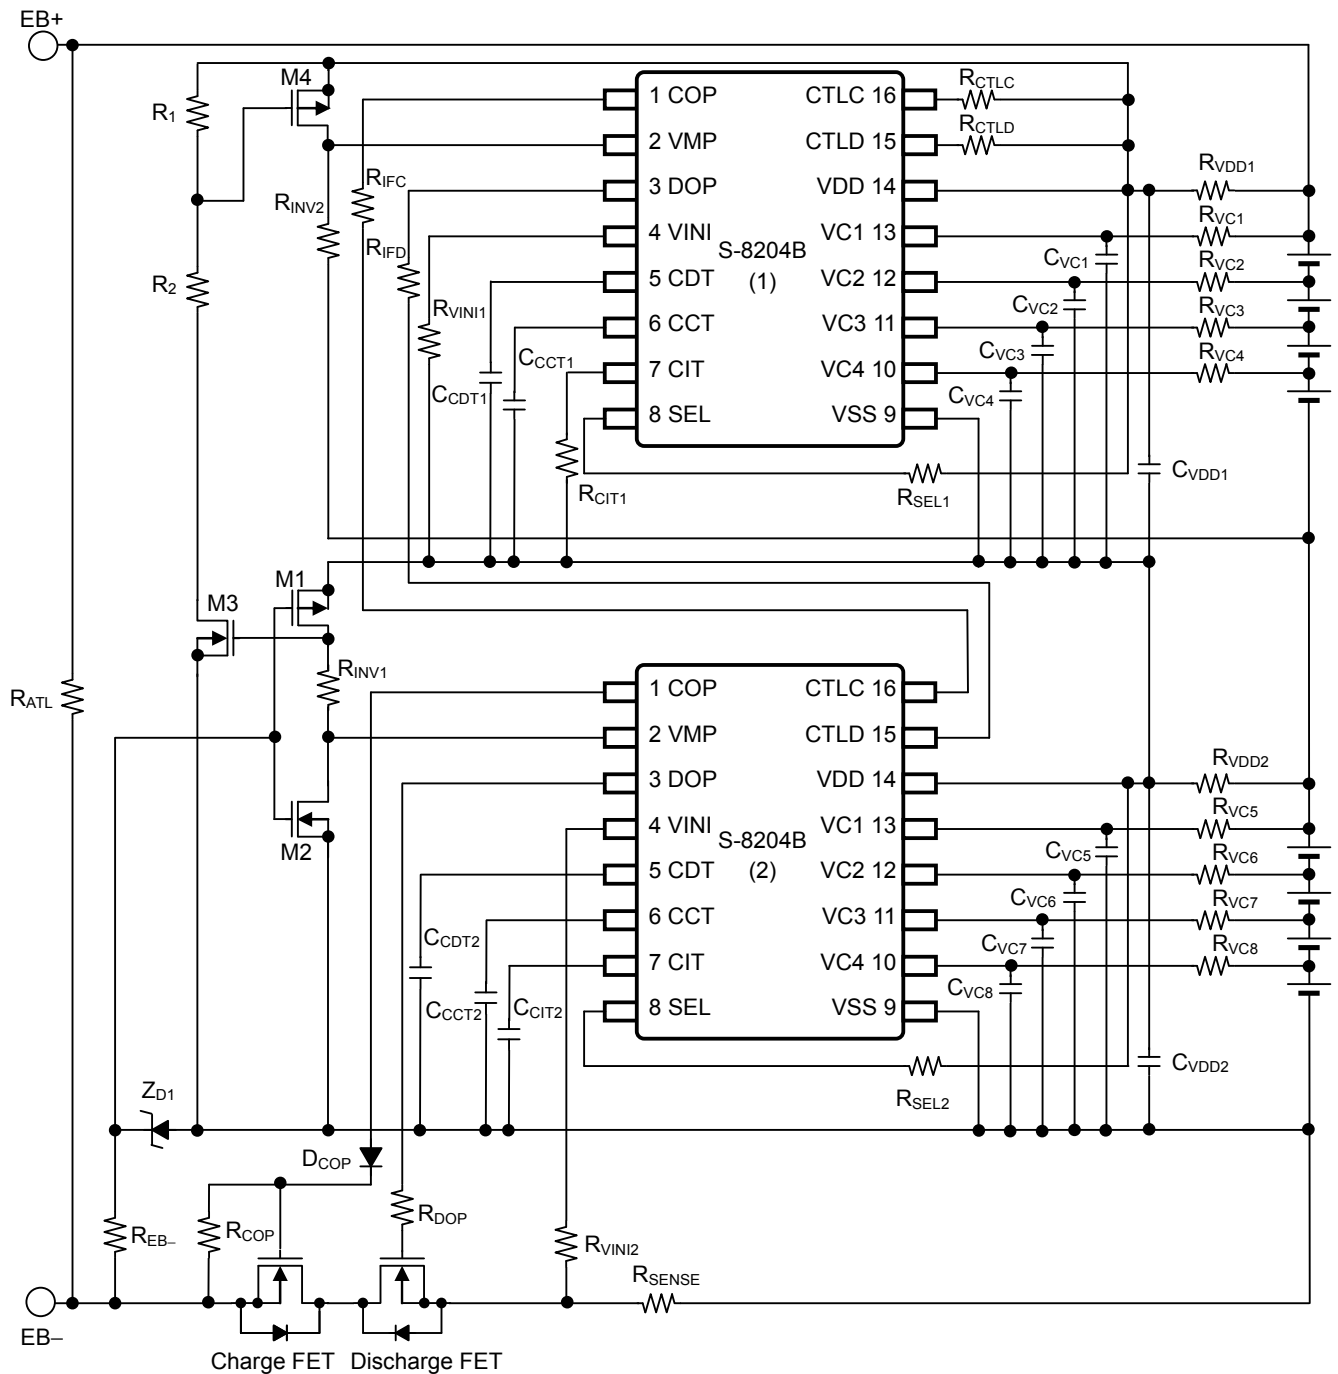 EB+
M4
R1
RINV2
RIFC
RIFD
R2
RVINI1
CCDT1
CCCT1
RCIT1
1 COP
2 VMP
3 DOP
4 VINI
5 CDT
6 CCT
7 CIT
8 SEL
S-8204B
(1)
CTLC 16
CTLD 15
VDD 14
VC1 13
VC2 12
VC3 11
VC4 10
VSS 9
RCTLC
RCTLD
RVDD1
RVC1
RVC2
RVC3
RVC4
CVC1
CVC2
CVC3
CVC4
CVDD1
RSEL1
M1
M3
RINV1
RATL
M2
1 COP
2 VMP
3 DOP
4 VINI
5 CDT
6 CCT
7 CIT
8 SEL
S-8204B
(2)
CTLC 16
CTLD 15
VDD 14
VC1 13
VC2 12
VC3 11
VC4 10
VSS 9
RVDD2
RVC5
RVC6
RVC7
RVC8
CVC5
CVC6
CVC7
CVC8
CCDT2
CCCT2
CCIT2
CVDD2
RSEL2
ZD1
DCOP
REB−
RCOP
RDOP
RVINI2
RSENSE
EB−
Charge FET
Discharge FET